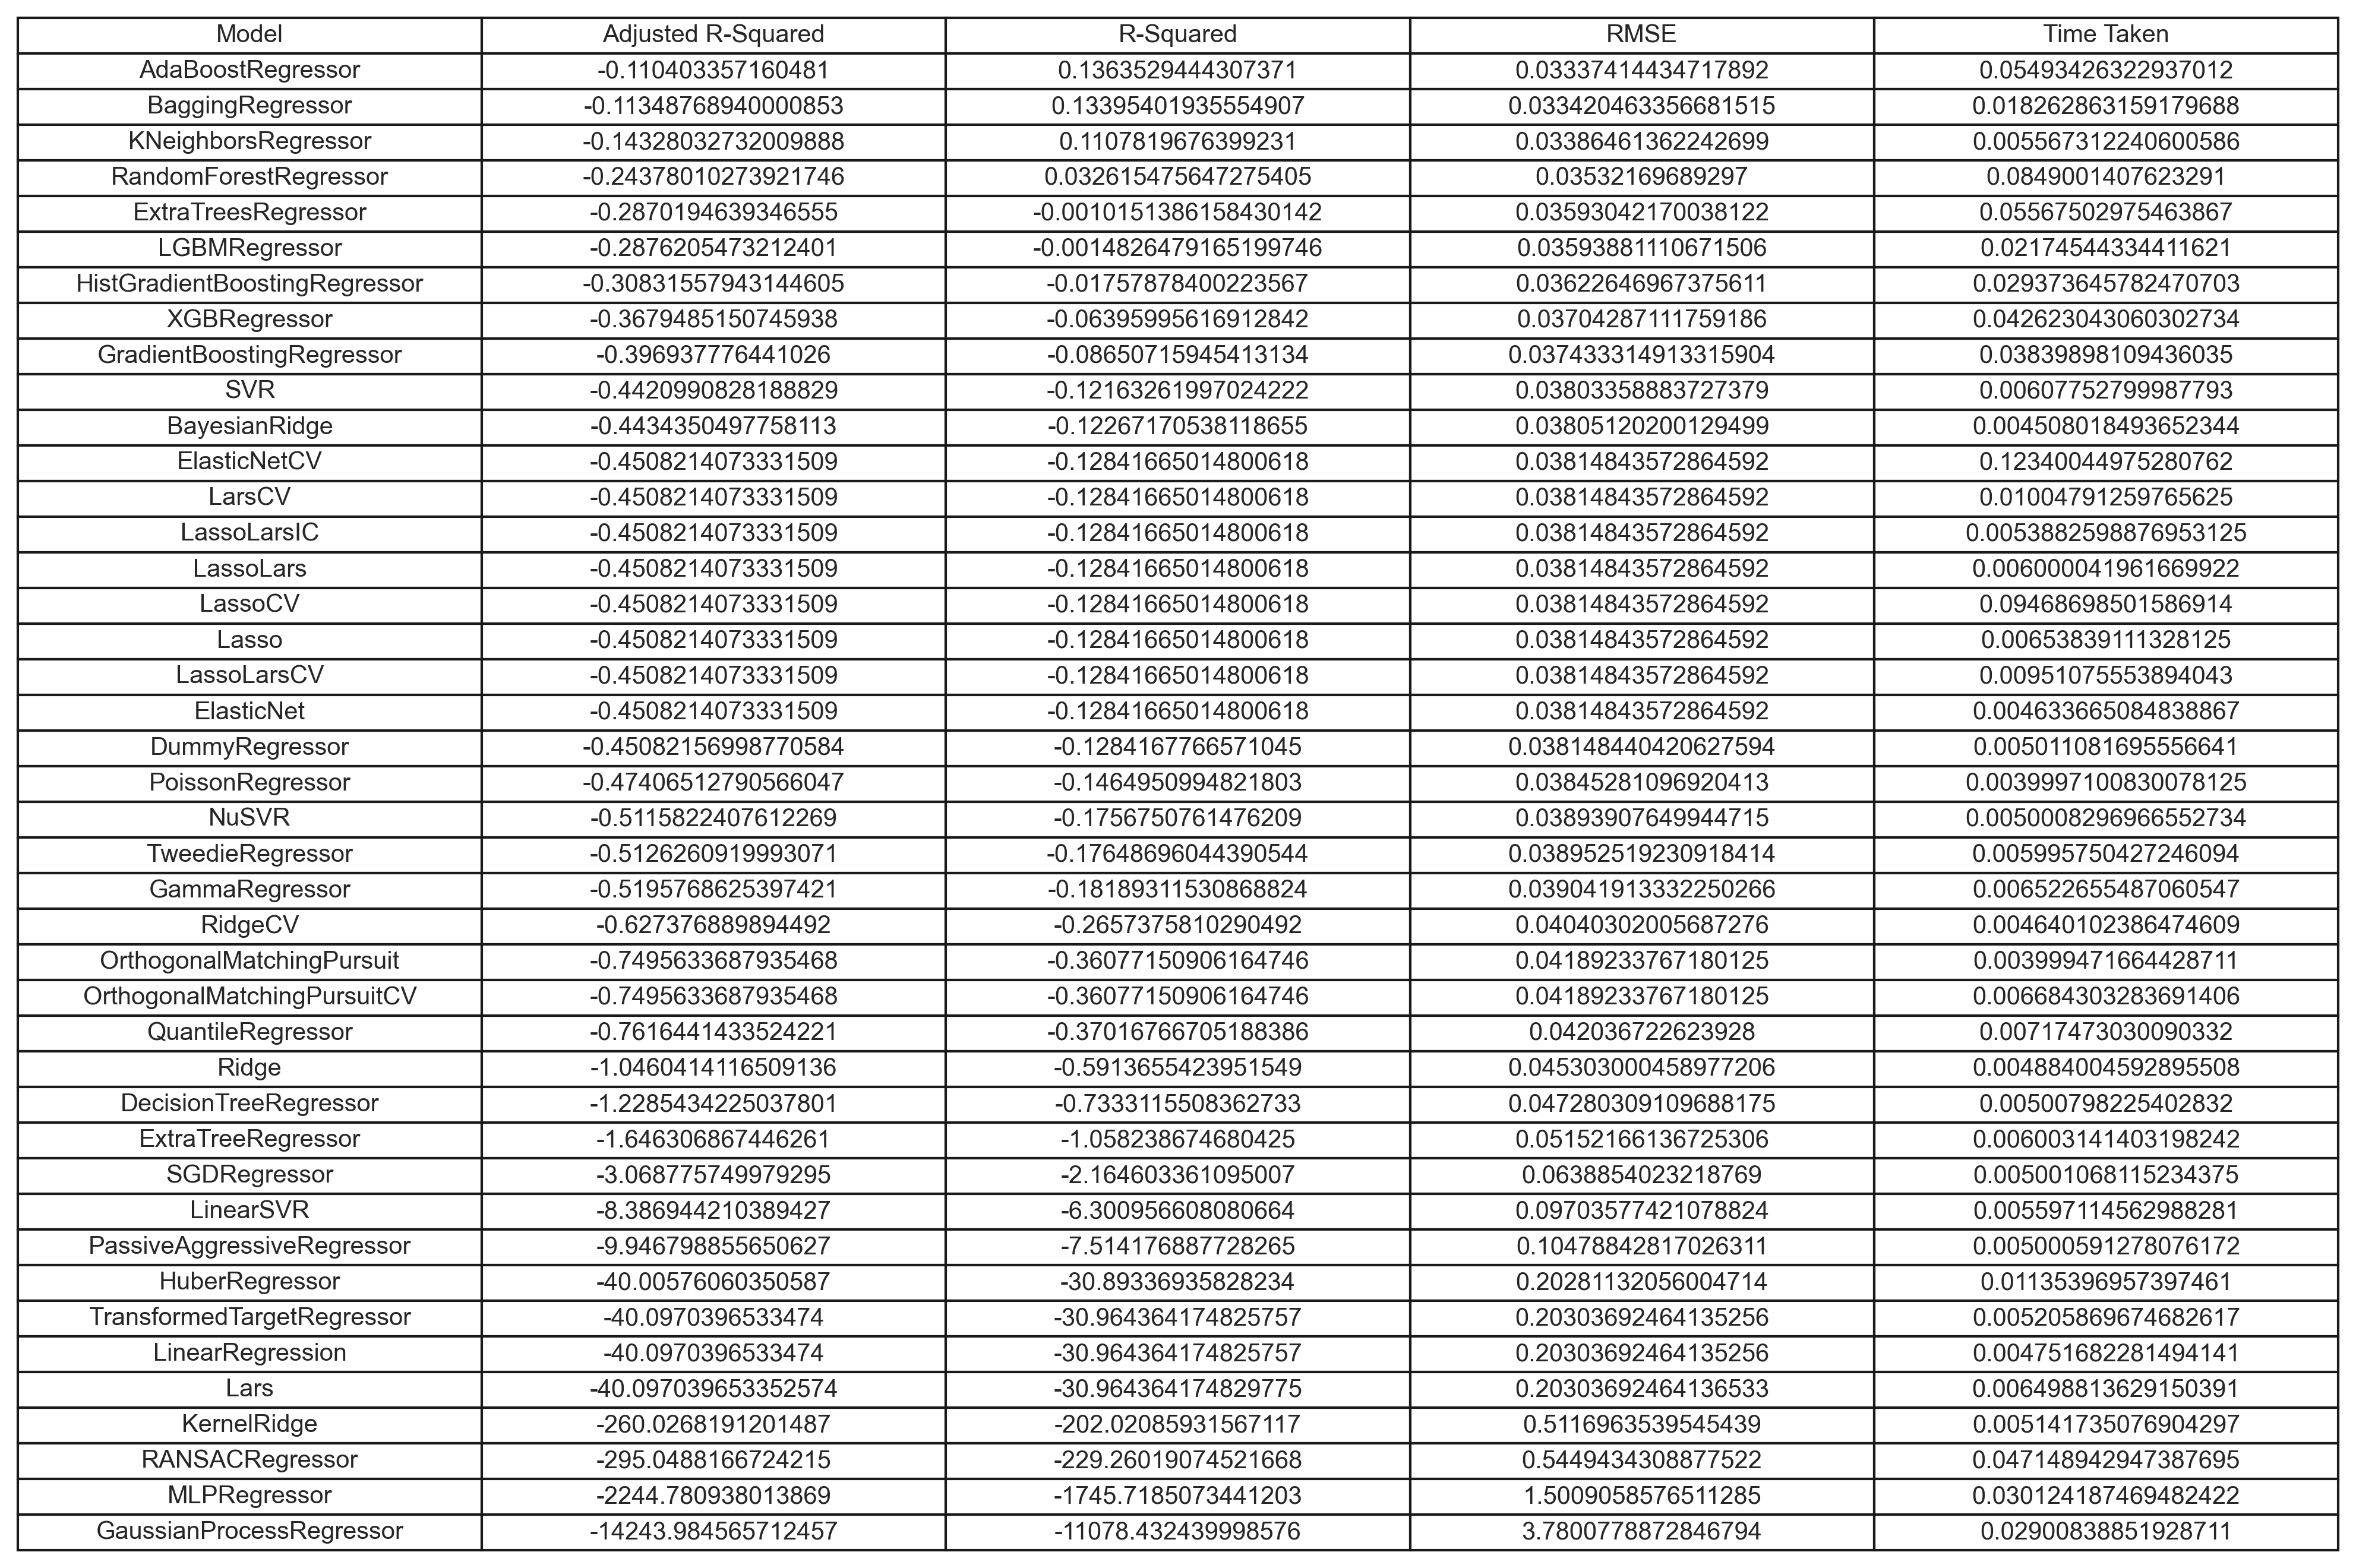 Model Adjusted R-Squared R-Squared RMSE Time Taken
AdaBoostRegressor -0.110403357160481 0.1363529444307371 0.03337414434717892 0.05493426322937012
BaggingRegressor -0.11348768940000853 0.13395401935554907 0.033420463356681515 0.018262863159179688
KNeighborsRegressor -0.14328032732009888 0.1107819676399231 0.03386461362242699 0.005567312240600586
RandomForestRegressor -0.24378010273921746 0.032615475647275405 0.03532169689297 0.0849001407623291
ExtraTreesRegressor -0.2870194639346555 -0.0010151386158430142 0.03593042170038122 0.05567502975463867
LGBMRegressor -0.2876205473212401 -0.0014826479165199746 0.03593881110671506 0.02174544334411621
HistGradientBoostingRegressor -0.30831557943144605 -0.01757878400223567 0.03622646967375611 0.029373645782470703
XGBRegressor -0.3679485150745938 -0.06395995616912842 0.03704287111759186 0.042623043060302734
GradientBoostingRegressor -0.396937776441026 -0.08650715945413134 0.037433314913315904 0.03839898109436035
SVR -0.4420990828188829 -0.12163261997024222 0.03803358883727379 0.00607752799987793
BayesianRidge -0.4434350497758113 -0.12267170538118655 0.03805120200129499 0.004508018493652344
ElasticNetCV -0.4508214073331509 -0.12841665014800618 0.03814843572864592 0.12340044975280762
LarsCV -0.4508214073331509 -0.12841665014800618 0.03814843572864592 0.01004791259765625
LassoLarsIC -0.4508214073331509 -0.12841665014800618 0.03814843572864592 0.0053882598876953125
LassoLars -0.4508214073331509 -0.12841665014800618 0.03814843572864592 0.006000041961669922
LassoCV -0.4508214073331509 -0.12841665014800618 0.03814843572864592 0.09468698501586914
Lasso -0.4508214073331509 -0.12841665014800618 0.03814843572864592 0.00653839111328125
LassoLarsCV -0.4508214073331509 -0.12841665014800618 0.03814843572864592 0.00951075553894043
ElasticNet -0.4508214073331509 -0.12841665014800618 0.03814843572864592 0.004633665084838867
DummyRegressor -0.45082156998770584 -0.1284167766571045 0.038148440420627594 0.005011081695556641
PoissonRegressor -0.47406512790566047 -0.1464950994821803 0.03845281096920413 0.0039997100830078125
NuSVR -0.5115822407612269 -0.1756750761476209 0.03893907649944715 0.0050008296966552734
TweedieRegressor -0.5126260919993071 -0.17648696044390544 0.038952519230918414 0.005995750427246094
GammaRegressor -0.5195768625397421 -0.18189311530868824 0.039041913332250266 0.006522655487060547
RidgeCV -0.627376889894492 -0.2657375810290492 0.04040302005687276 0.004640102386474609
OrthogonalMatchingPursuit -0.7495633687935468 -0.36077150906164746 0.04189233767180125 0.003999471664428711
OrthogonalMatchingPursuitCV -0.7495633687935468 -0.36077150906164746 0.04189233767180125 0.006684303283691406
QuantileRegressor -0.7616441433524221 -0.37016766705188386 0.042036722623928 0.00717473030090332
Ridge -1.0460414116509136 -0.5913655423951549 0.045303000458977206 0.004884004592895508
DecisionTreeRegressor -1.2285434225037801 -0.7333115508362733 0.047280309109688175 0.00500798225402832
ExtraTreeRegressor -1.646306867446261 -1.058238674680425 0.05152166136725306 0.006003141403198242
SGDRegressor -3.068775749979295 -2.164603361095007 0.0638854023218769 0.005001068115234375
LinearSVR -8.386944210389427 -6.300956608080664 0.09703577421078824 0.005597114562988281
PassiveAggressiveRegressor -9.946798855650627 -7.514176887728265 0.10478842817026311 0.005000591278076172
HuberRegressor -40.00576060350587 -30.89336935828234 0.20281132056004714 0.01135396957397461
TransformedTargetRegressor -40.0970396533474 -30.964364174825757 0.20303692464135256 0.005205869674682617
LinearRegression -40.0970396533474 -30.964364174825757 0.20303692464135256 0.004751682281494141
Lars -40.097039653352574 -30.964364174829775 0.20303692464136533 0.006498813629150391
KernelRidge -260.0268191201487 -202.02085931567117 0.5116963539545439 0.005141735076904297
RANSACRegressor -295.0488166724215 -229.26019074521668 0.5449434308877522 0.047148942947387695
MLPRegressor -2244.780938013869 -1745.7185073441203 1.5009058576511285 0.030124187469482422
GaussianProcessRegressor -14243.984565712457 -11078.432439998576 3.7800778872846794 0.02900838851928711